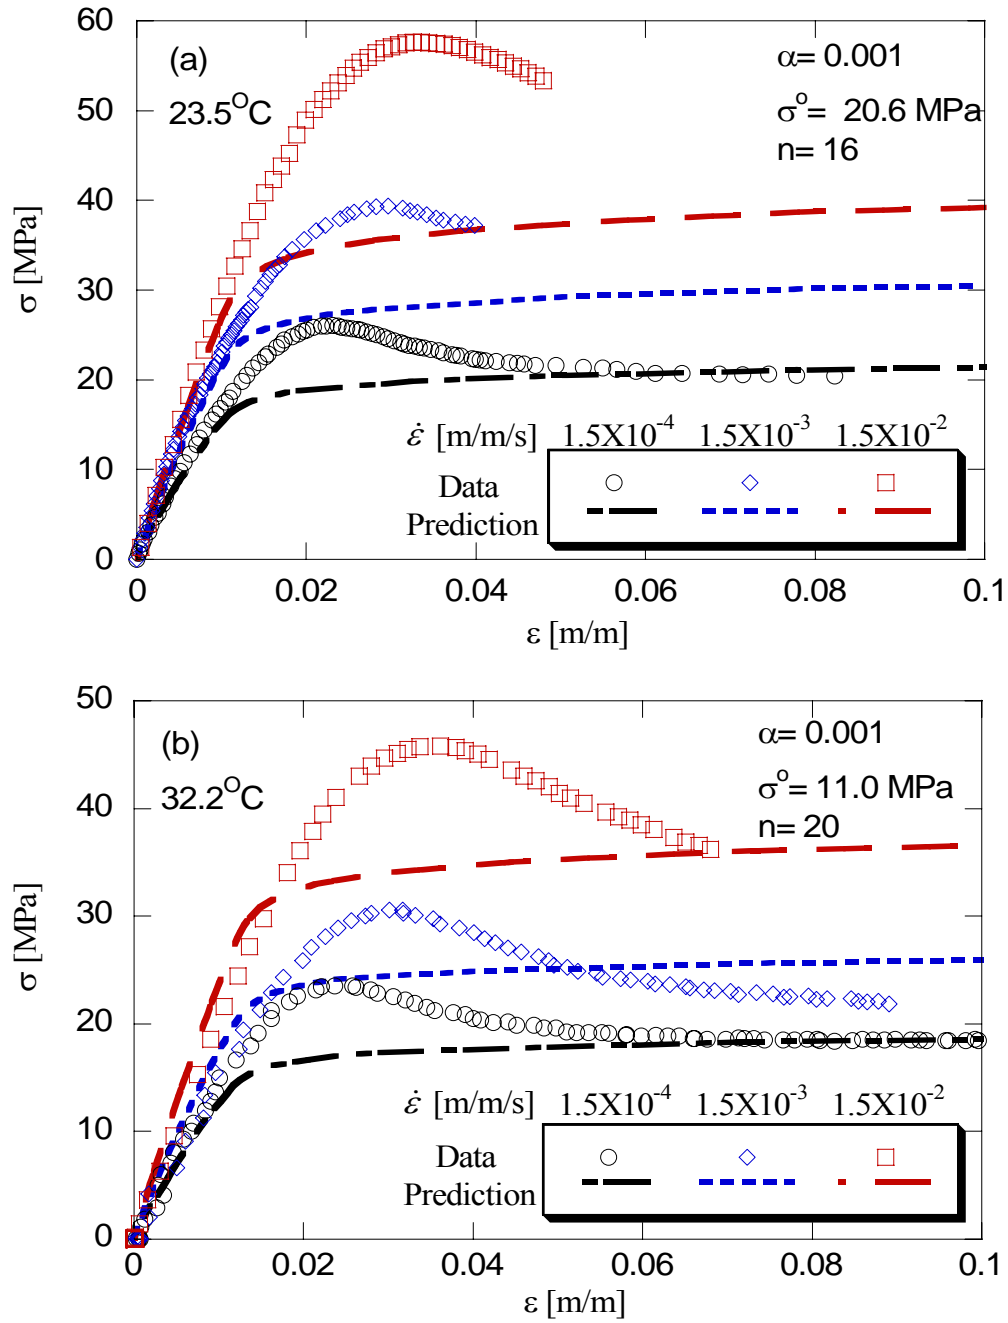 60
(a)
α= 0.001
50
23.5°C
σ°= 20.6 MPa
n= 16
40
σ [MPa]
30
20
ε̇ [m/m/s] 1.5X10⁻⁴ 1.5X10⁻³ 1.5X10⁻²
10
Data
Prediction
0
0 0.02 0.04 0.06 0.08 0.1
ε [m/m]
50
(b)
α= 0.001
32.2°C
σ°= 11.0 MPa
40
n= 20
30
σ [MPa]
20
ε̇ [m/m/s] 1.5X10⁻⁴ 1.5X10⁻³ 1.5X10⁻²
10
Data
Prediction
0
0 0.02 0.04 0.06 0.08 0.1
ε [m/m]